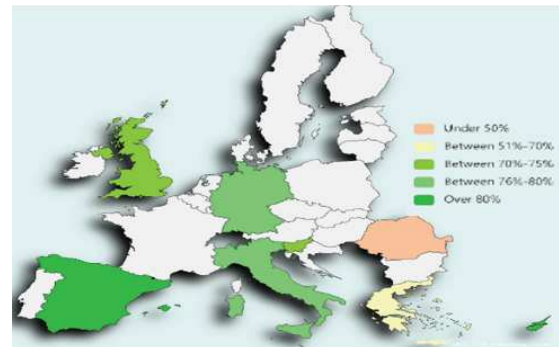 Under 50%
Between 51%-70%
Between 70%-75%
Between 76%-80%
Over 80%